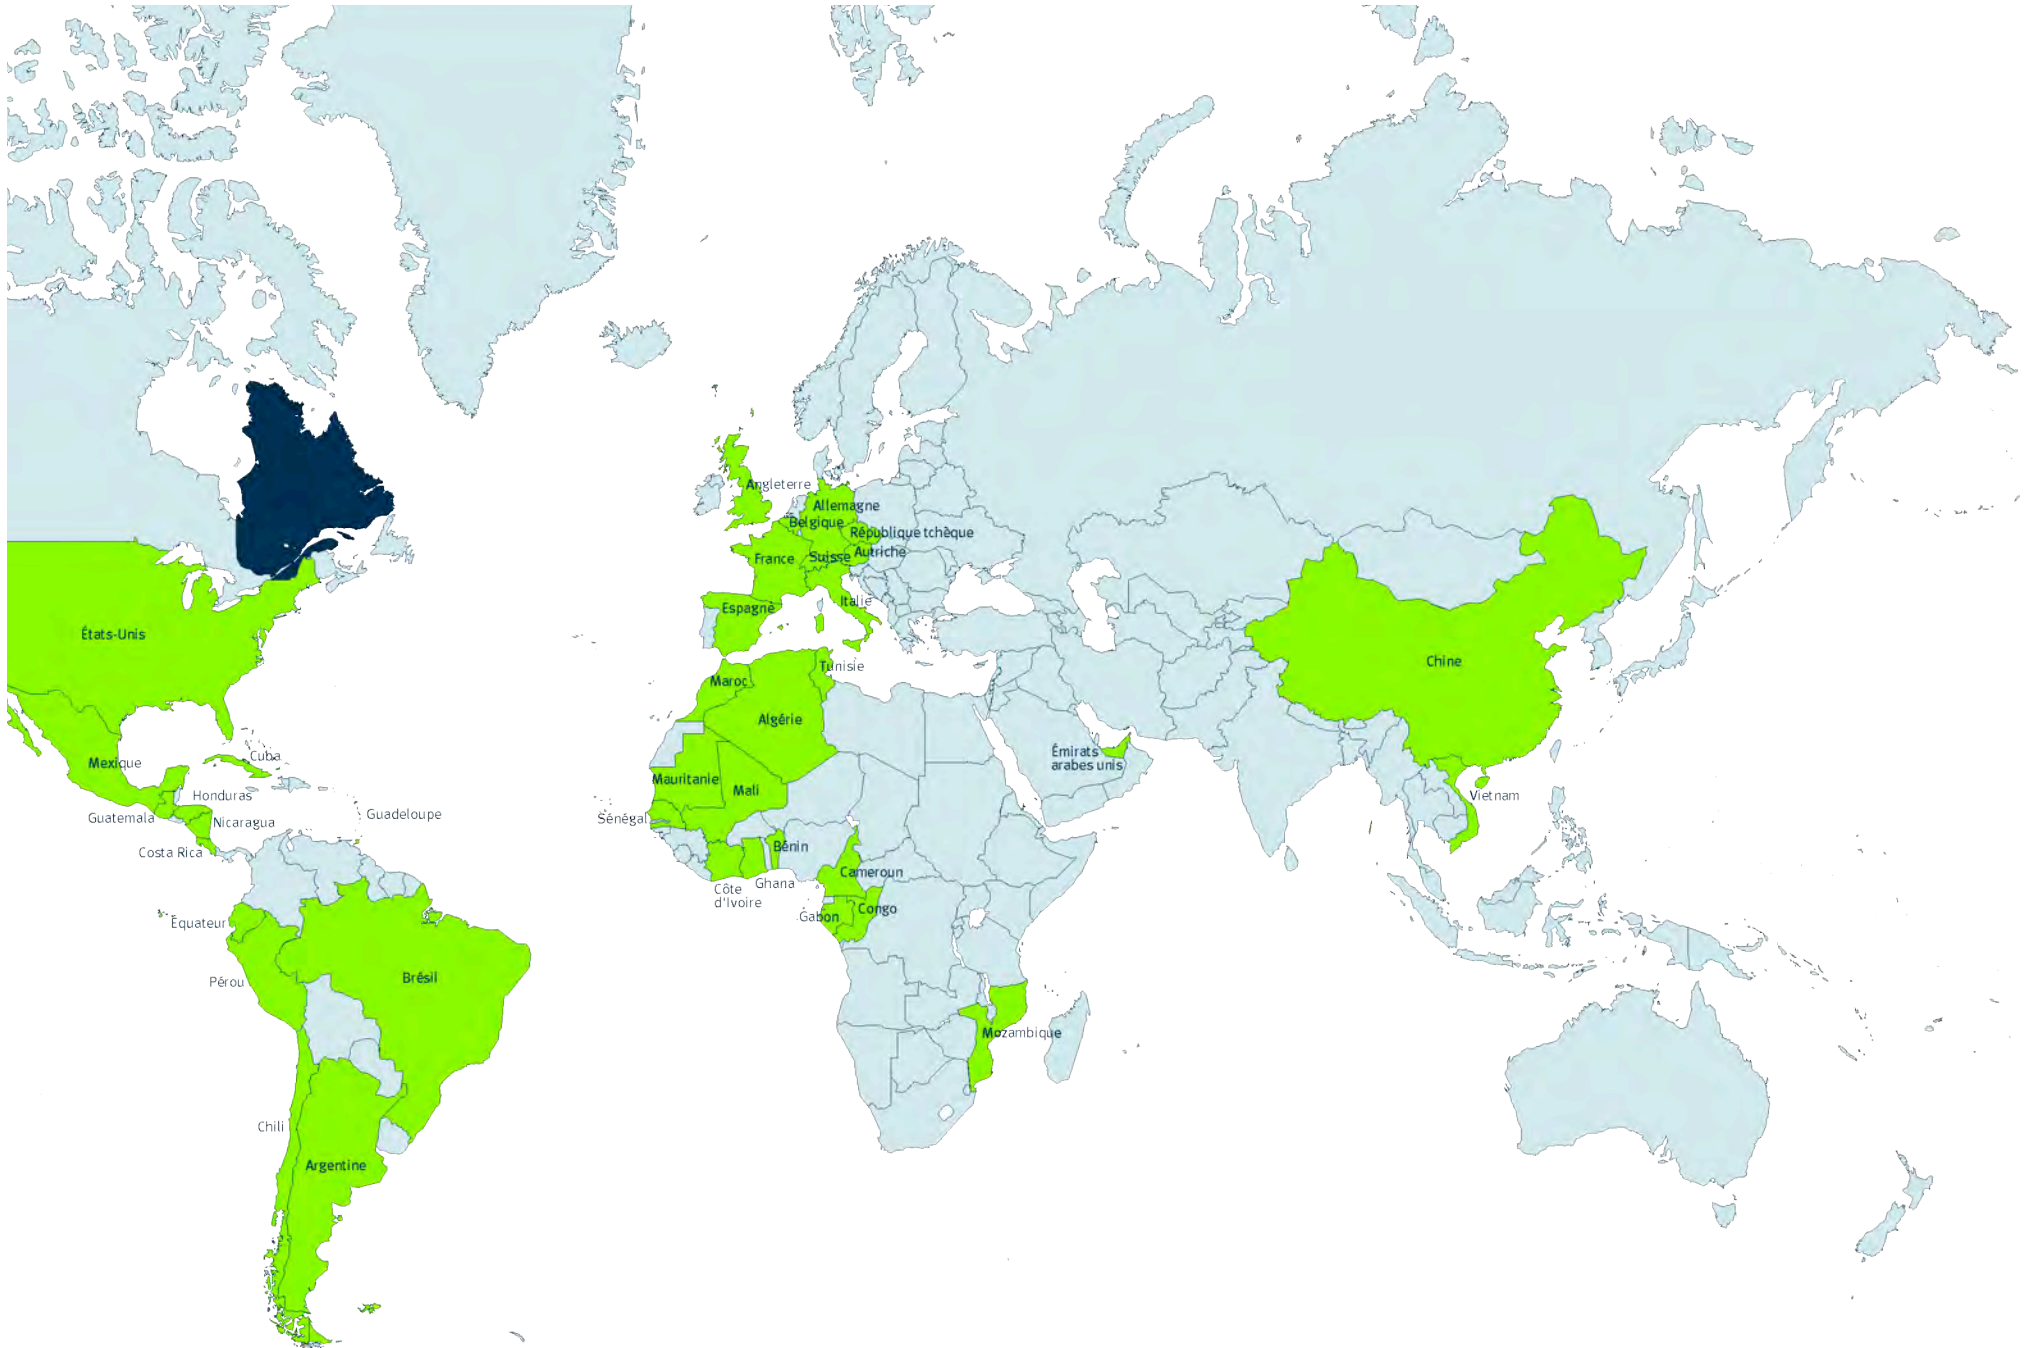 Angleterre
Allemagne
Belgique
République tchèque
Autriche
France
Suisse
Italie
Espagne
États-Unis
Tunisie
Chine
Maroc
Algérie
Cuba
Mexique
Émirats
arabes unis
Mauritanie
Mali
Honduras
Vietnam
Guatemala
Nicaragua
Guadeloupe
Sénégal
Costa Rica
Bénin
Cameroun
Côte
d'Ivoire
Ghana
Équateur
Gabon
Congo
Brésil
Pérou
Mozambique
Chili
Argentine